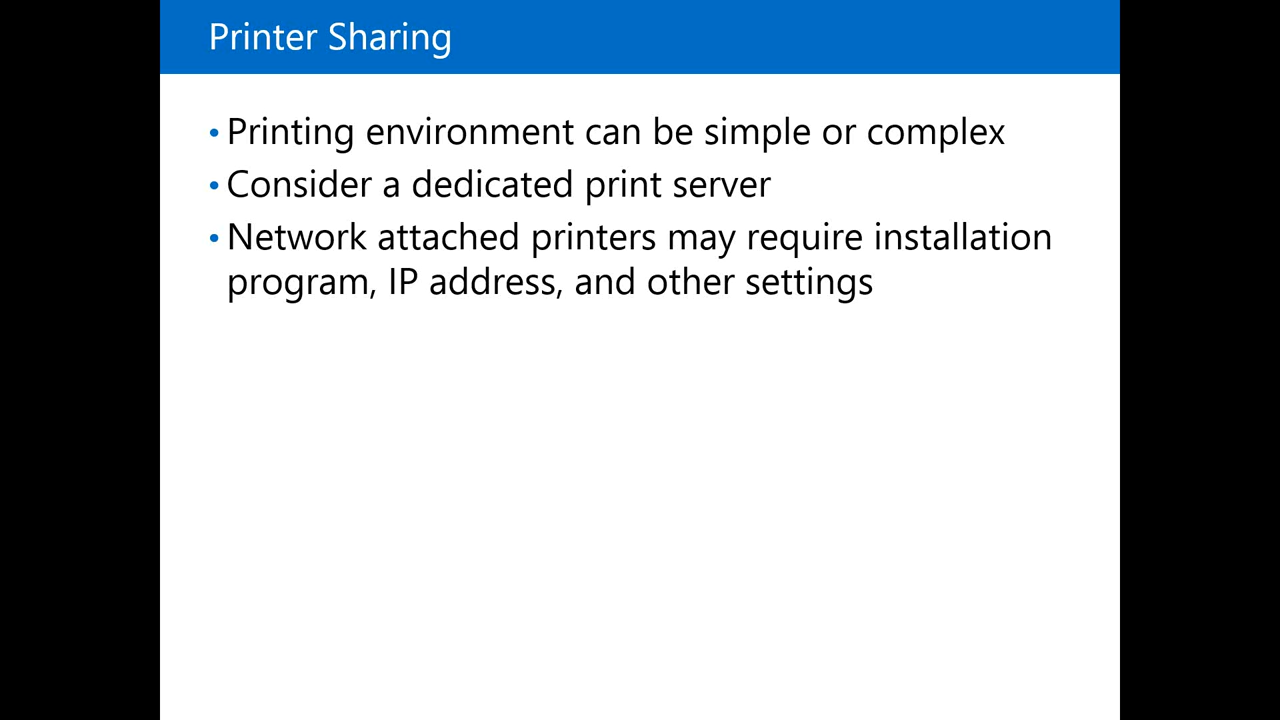 Printer Sharing
• Printing environment can be simple or complex
• Consider a dedicated print server
• Network attached printers may require installation
program, IP address, and other settings